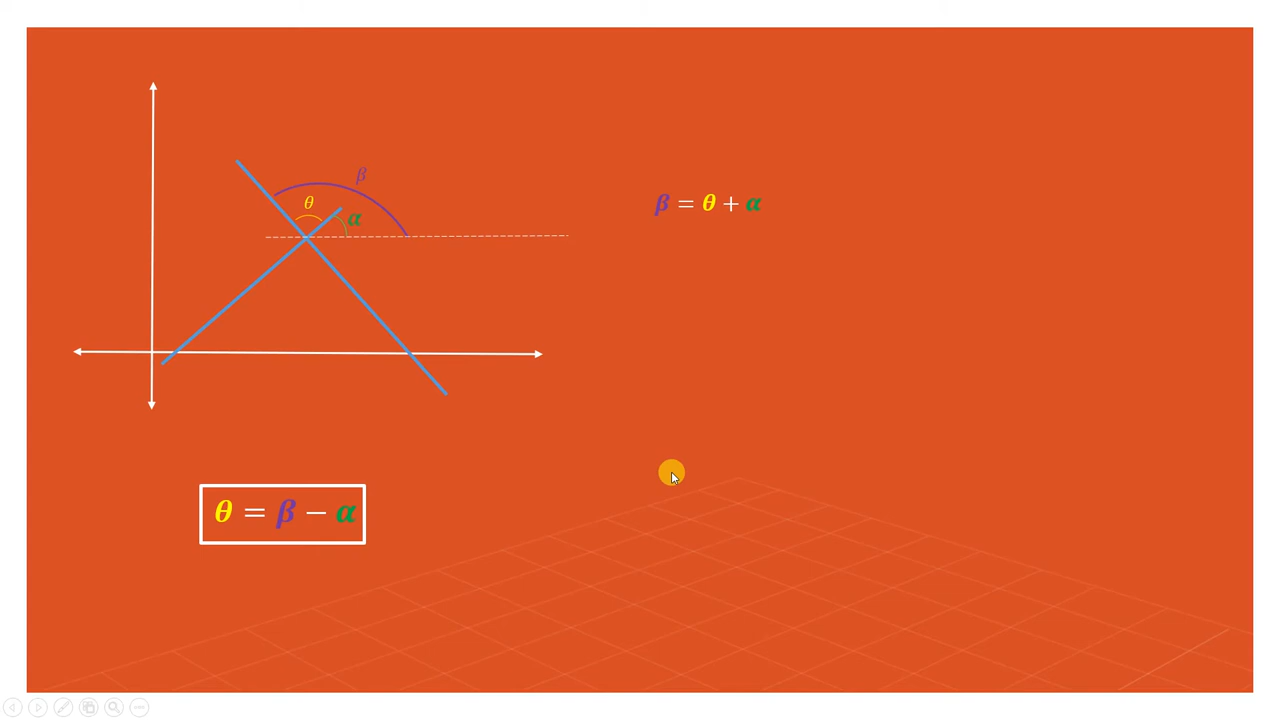 β
θ
α
β = θ + α
θ = β − α